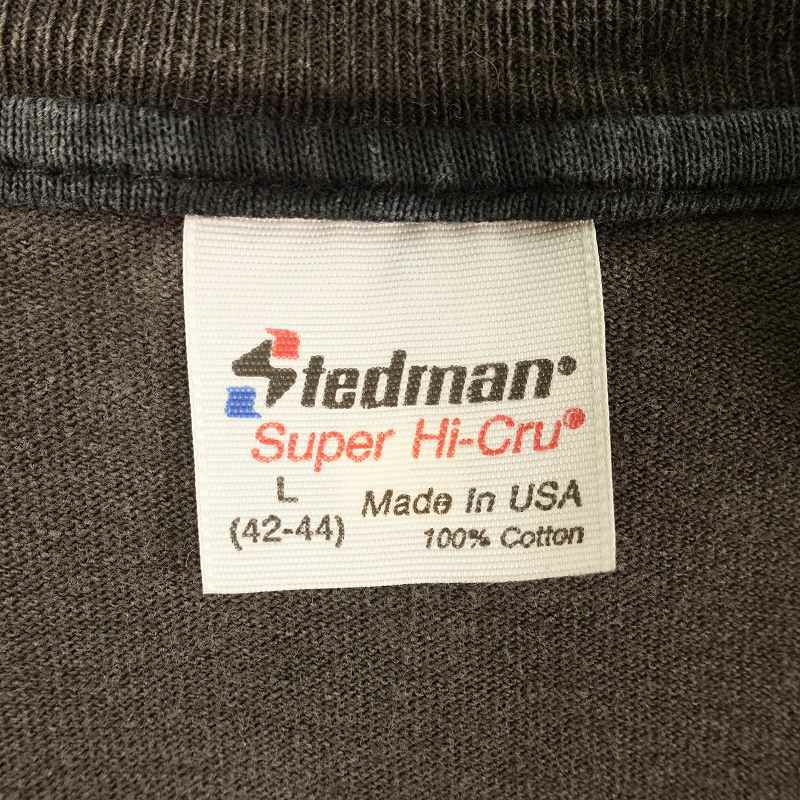 Stedman®
Super Hi-Cru®
L
(42-44)
Made In USA
100% Cotton